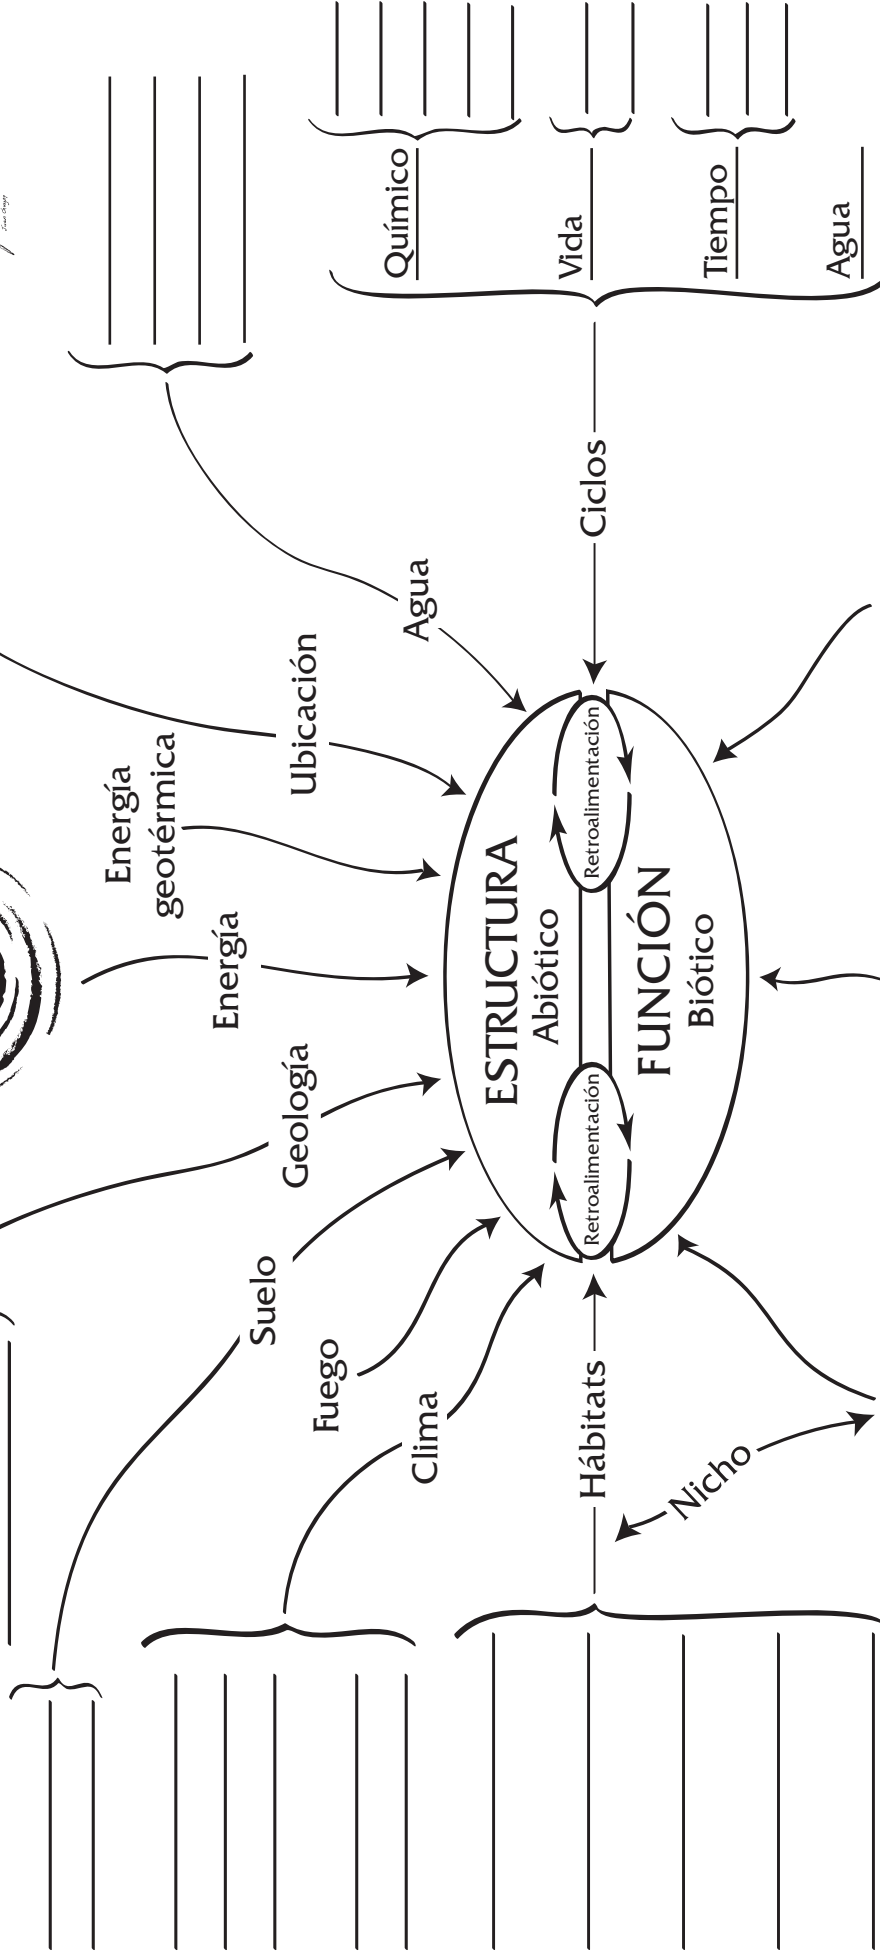 Energía
geotérmica
Energía
Ubicación
Geología
Agua
Suelo
Fuego
Clima
ESTRUCTURA
Abiótico
Retroalimentación
Retroalimentación
FUNCIÓN
Biótico
Hábitats
Nicho
Ciclos
Químico
Vida
Tiempo
Agua